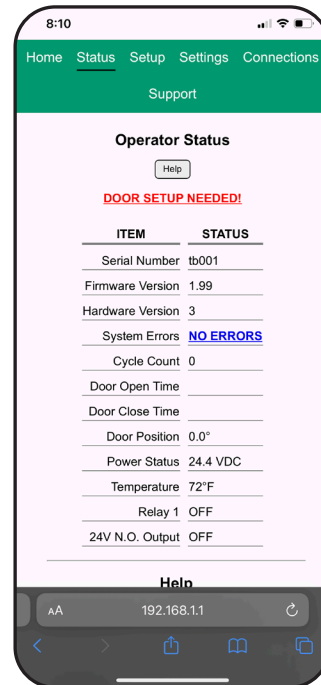 8:10
Home Status Setup Settings Connections
Support
Operator Status
Help
DOOR SETUP NEEDED!
ITEM STATUS
Serial Number tb001
Firmware Version 1.99
Hardware Version 3
System Errors NO ERRORS
Cycle Count 0
Door Open Time
Door Close Time
Door Position 0.0°
Power Status 24.4 VDC
Temperature 72°F
Relay 1 OFF
24V N.O. Output OFF
Help
AA 192.168.1.1